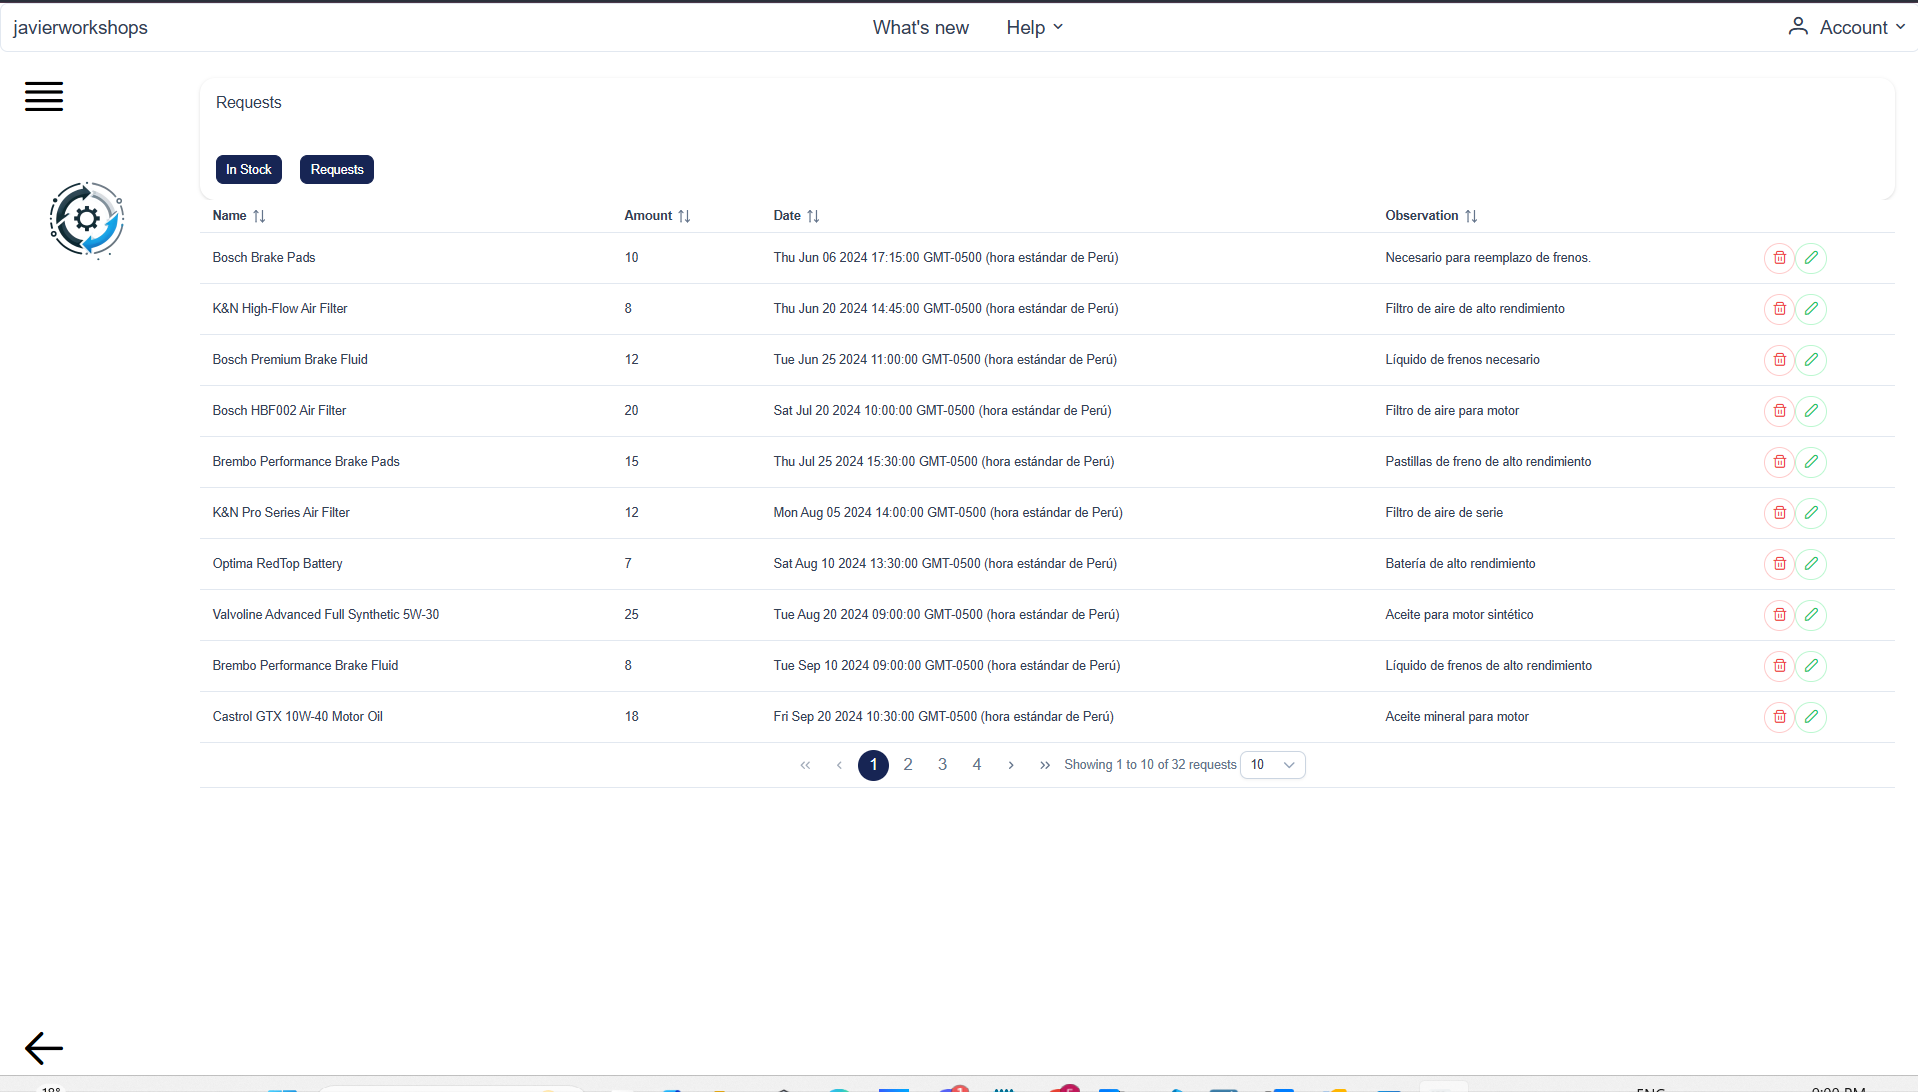 javierworkshops What's new Help Account
Requests
In Stock Requests
Name Amount Date Observation
Bosch Brake Pads 10 Thu Jun 06 2024 17:15:00 GMT-0500 (hora estándar de Perú) Necesario para reemplazo de frenos.
K&N High-Flow Air Filter 8 Thu Jun 20 2024 14:45:00 GMT-0500 (hora estándar de Perú) Filtro de aire de alto rendimiento
Bosch Premium Brake Fluid 12 Tue Jun 25 2024 11:00:00 GMT-0500 (hora estándar de Perú) Líquido de frenos necesario
Bosch HBF002 Air Filter 20 Sat Jul 20 2024 10:00:00 GMT-0500 (hora estándar de Perú) Filtro de aire para motor
Brembo Performance Brake Pads 15 Thu Jul 25 2024 15:30:00 GMT-0500 (hora estándar de Perú) Pastillas de freno de alto rendimiento
K&N Pro Series Air Filter 12 Mon Aug 05 2024 14:00:00 GMT-0500 (hora estándar de Perú) Filtro de aire de serie
Optima RedTop Battery 7 Sat Aug 10 2024 13:30:00 GMT-0500 (hora estándar de Perú) Batería de alto rendimiento
Valvoline Advanced Full Synthetic 5W-30 25 Tue Aug 20 2024 09:00:00 GMT-0500 (hora estándar de Perú) Aceite para motor sintético
Brembo Performance Brake Fluid 8 Tue Sep 10 2024 09:00:00 GMT-0500 (hora estándar de Perú) Líquido de frenos de alto rendimiento
Castrol GTX 10W-40 Motor Oil 18 Fri Sep 20 2024 10:30:00 GMT-0500 (hora estándar de Perú) Aceite mineral para motor
« ‹ 1 2 3 4 › » Showing 1 to 10 of 32 requests 10